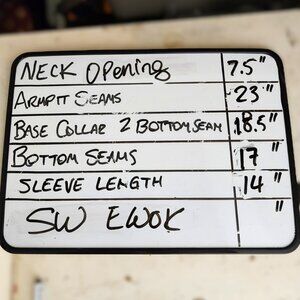 NECK Opening 7.5"
ARMPIT SEAMS 23"
BASE COLLAR 2 BOTTOM SEAM 18.5"
BOTTOM SEAMS 17"
SLEEVE LENGTH 14"
SW EWOK "